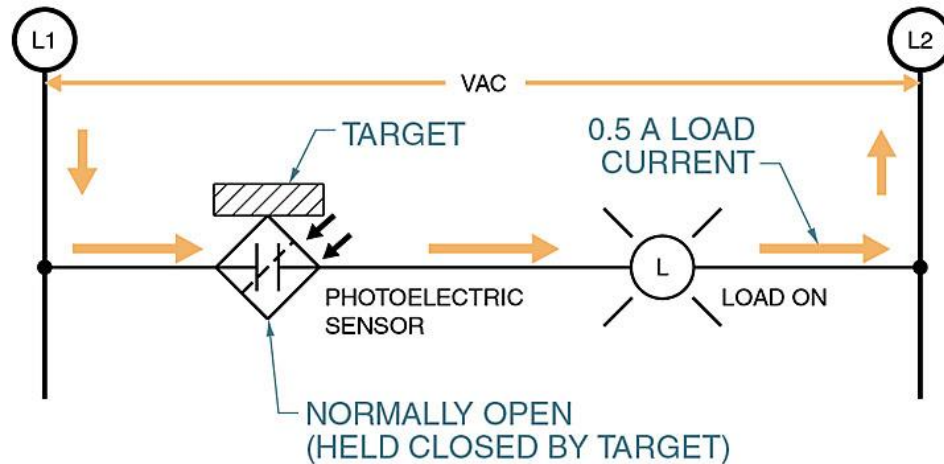 L1
L2
VAC
TARGET
0.5 A LOAD
CURRENT
L
PHOTOELECTRIC
SENSOR
LOAD ON
NORMALLY OPEN
(HELD CLOSED BY TARGET)